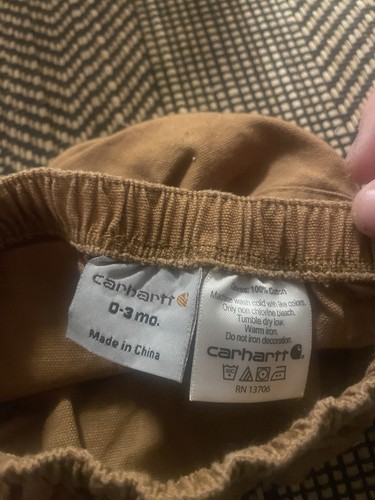 carhartt
0-3 mo.
Made in China
100% Cotton
Machine wash cold with like colors.
Only non chlorine bleach.
Tumble dry low.
Warm iron.
Do not iron decoration.
carhartt
RN 13706